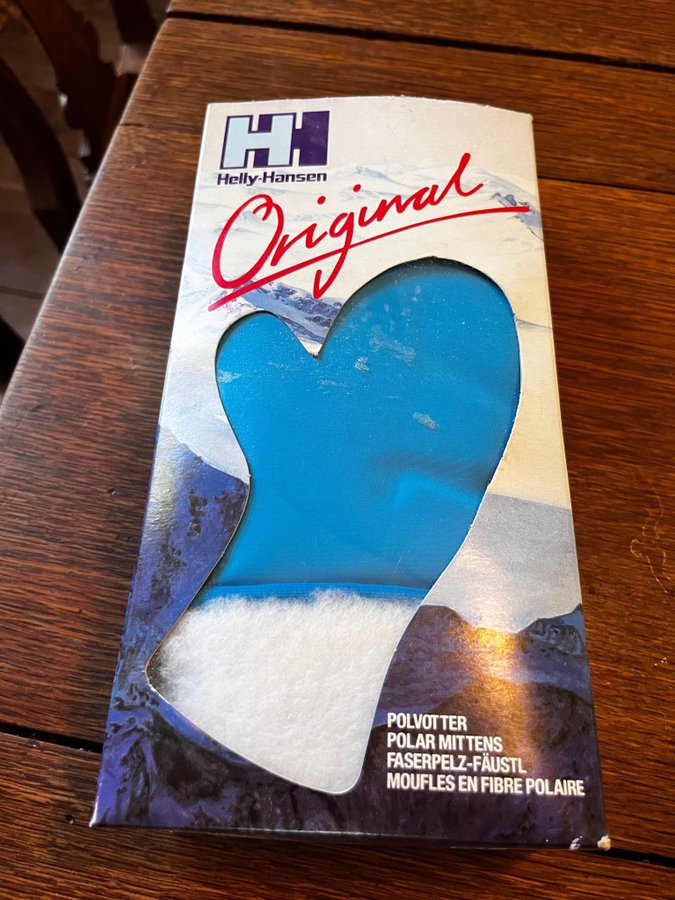 HH
Helly-Hansen
Original
POLVOTTER
POLAR MITTENS
FASERPELZ-FÄUSTL
MOUFLES EN FIBRE POLAIRE